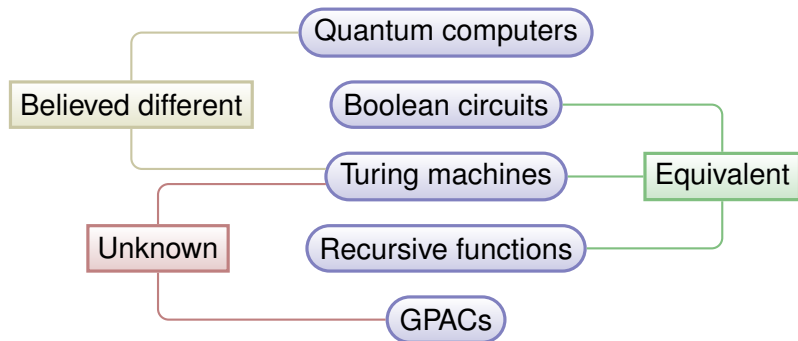 Quantum computers
Believed different
Boolean circuits
Turing machines
Equivalent
Unknown
Recursive functions
GPACs